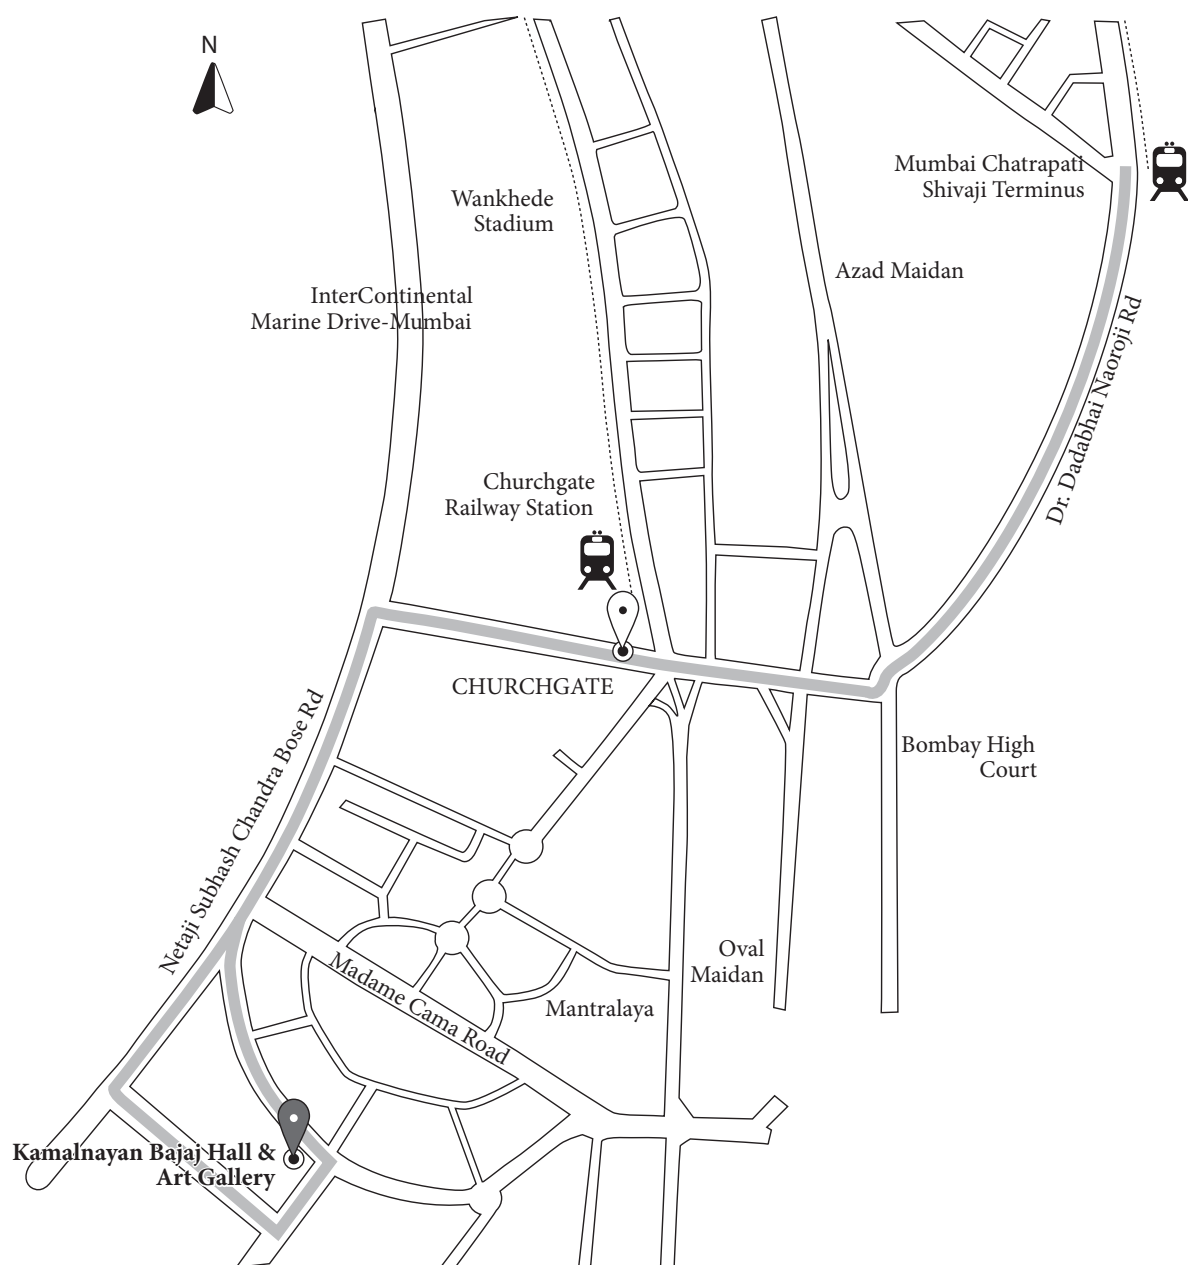 N
Mumbai Chatrapati
Shivaji Terminus
Wankhede
Stadium
Azad Maidan
InterContinental
Marine Drive-Mumbai
Dr. Dadabhai Naoroji Rd
Churchgate
Railway Station
CHURCHGATE
Netaji Subhash Chandra Bose Rd
Bombay High
Court
Oval
Maidan
Madame Cama Road
Mantralaya
Kamalnayan Bajaj Hall &
Art Gallery